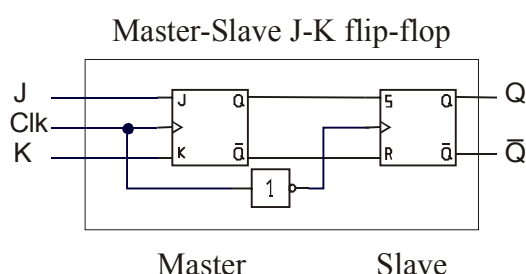 Master-Slave J-K flip-flop
J
J Q
S Q
Q
Clk
K
K Q̅
R Q̅
Q̅
1
Master Slave